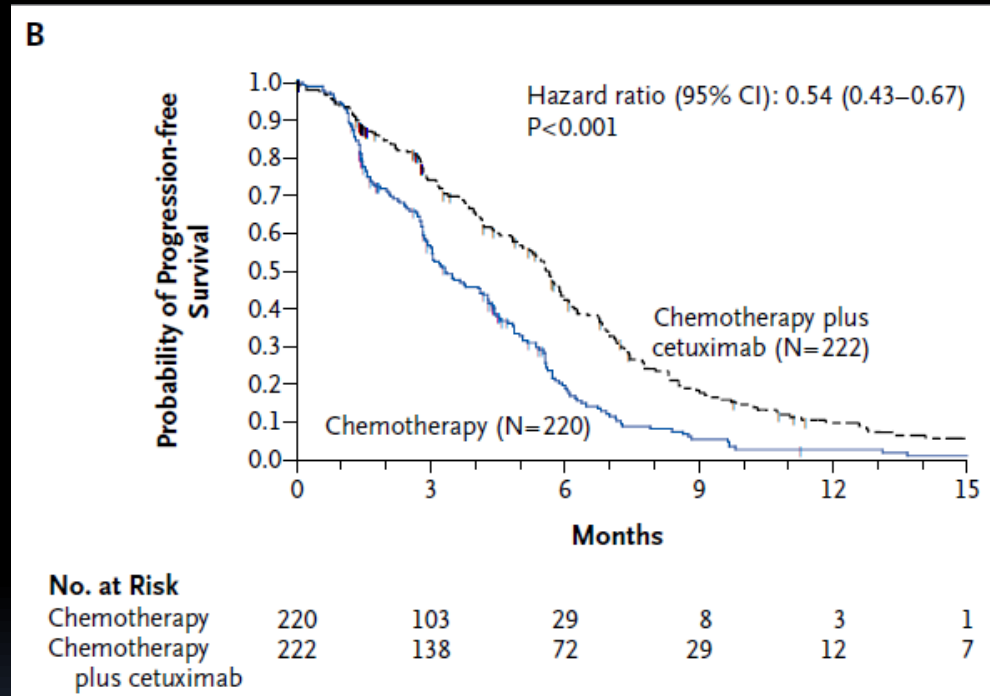 B
Probability of Progression-free
Survival
1.0
0.9
0.8
0.7
0.6
0.5
0.4
0.3
0.2
0.1
0.0
Hazard ratio (95% CI): 0.54 (0.43–0.67)
P<0.001
Chemotherapy plus
cetuximab (N=222)
Chemotherapy (N=220)
0 3 6 9 12 15
Months
No. at Risk
Chemotherapy 220 103 29 8 3 1
Chemotherapy 222 138 72 29 12 7
plus cetuximab